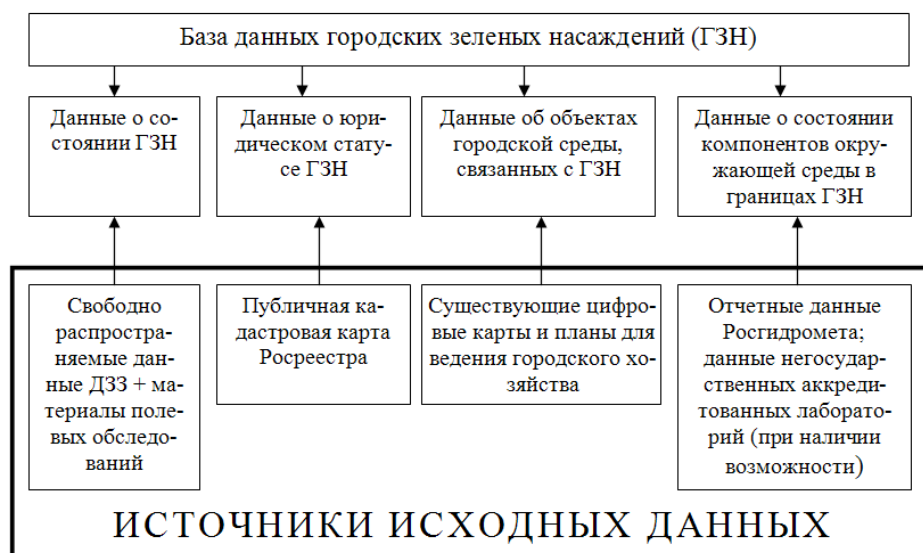 База данных городских зеленых насаждений (ГЗН)
Данные о со-
стоянии ГЗН
Данные о юри-
дическом стату-
се ГЗН
Данные об объектах
городской среды,
связанных с ГЗН
Данные о состоянии
компонентов окру-
жающей среды в
границах ГЗН
Свободно
распростра-
няемые дан-
ные ДЗЗ + ма-
териалы поле-
вых обследо-
ваний
Публичная ка-
дастровая карта
Росреестра
Существующие цифро-
вые карты и планы для
ведения городского хо-
зяйства
Отчетные данные
Росгидромета;
данные негосудар-
ственных аккреди-
тованных лаборато-
рий (при наличии
возможности)
ИСТОЧНИКИ ИСХОДНЫХ ДАННЫХ